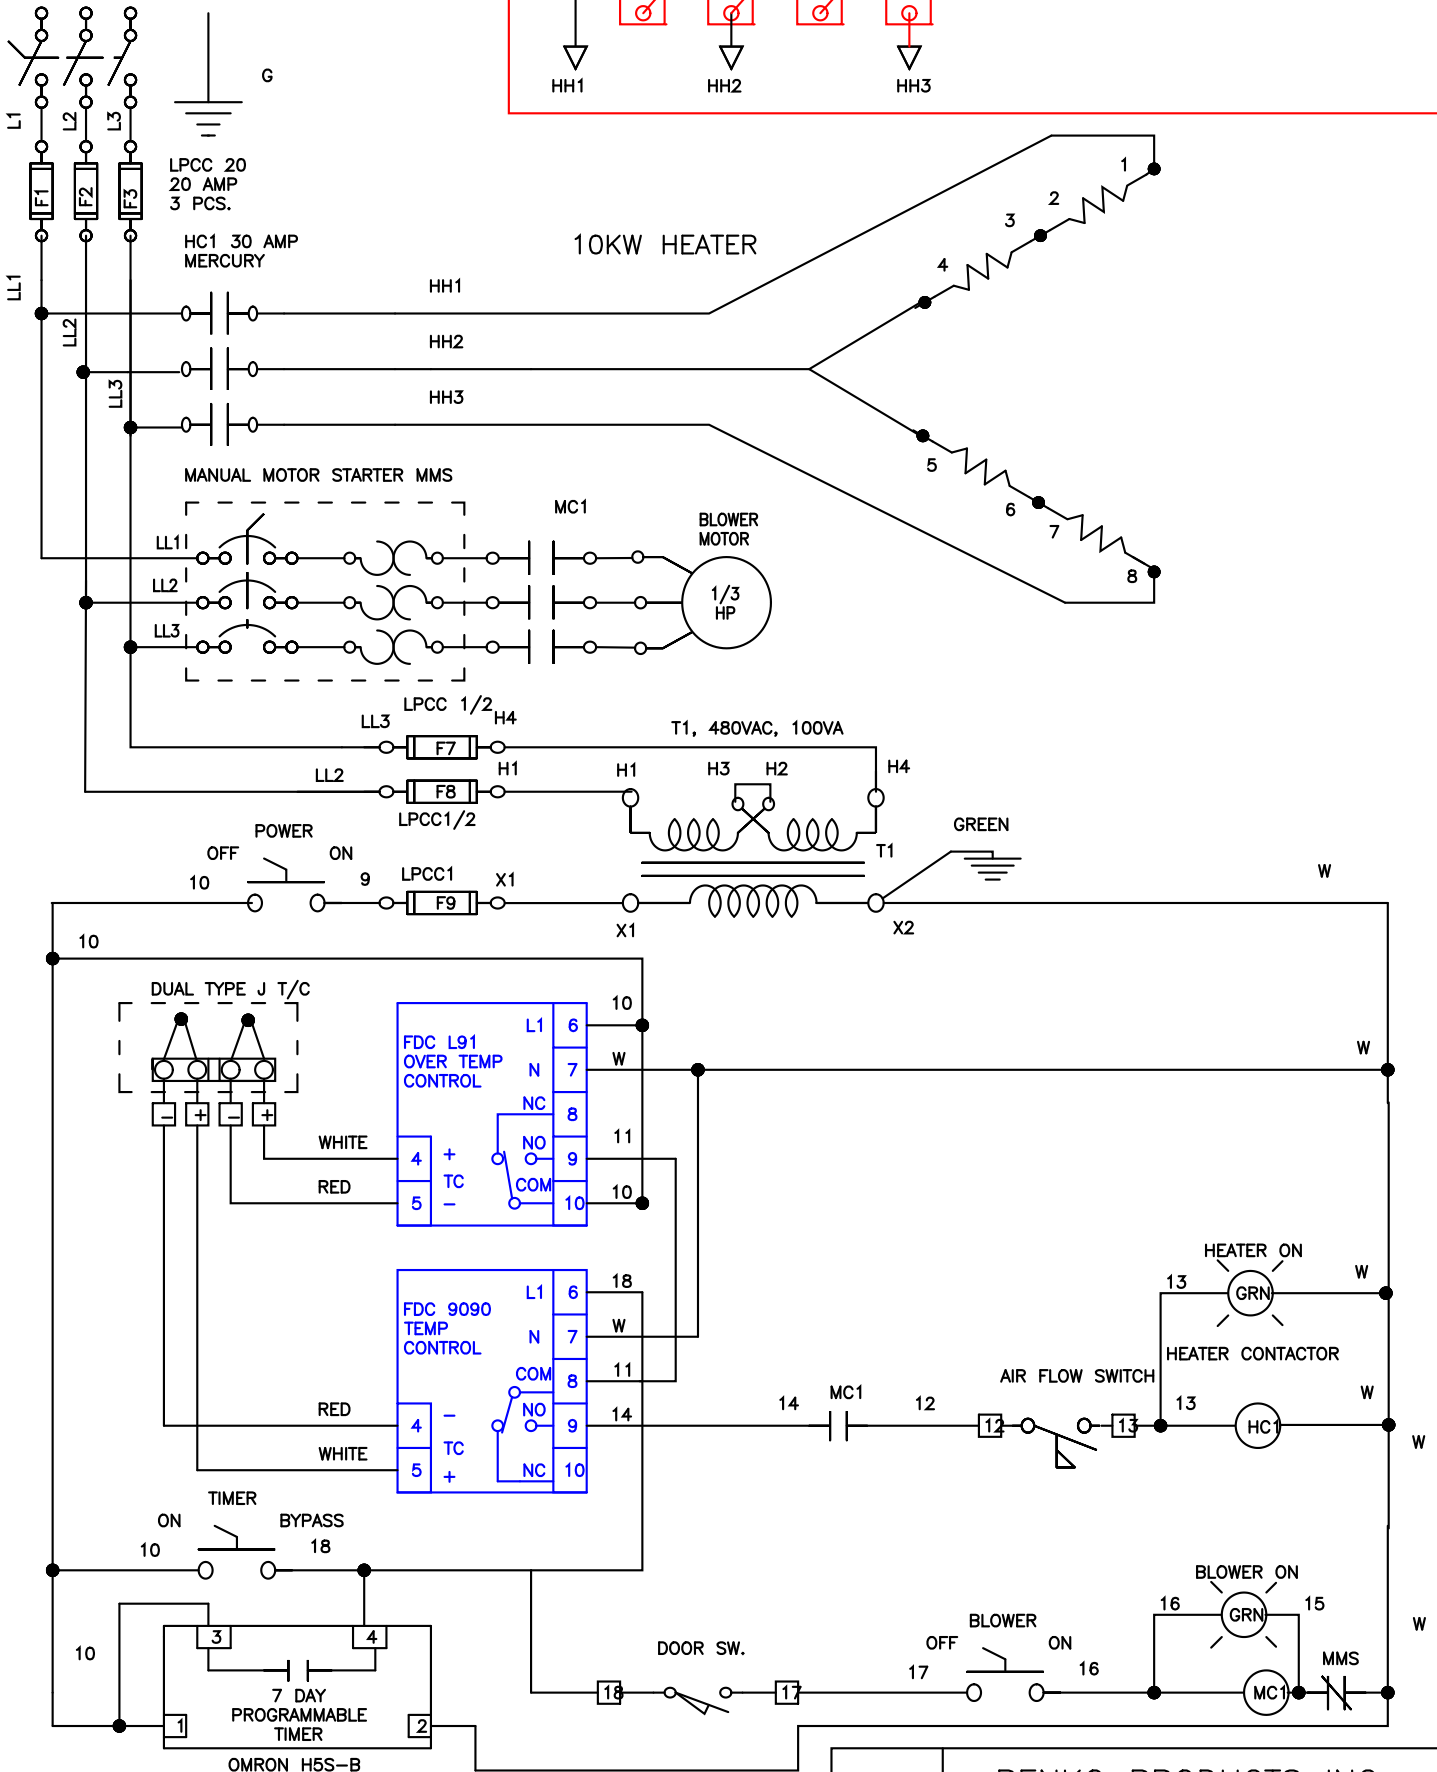 HH1
HH2
HH3
G
L1
L2
L3
F1
F2
F3
LPCC 20
20 AMP
3 PCS.
HC1 30 AMP
MERCURY
10KW HEATER
LL1
LL2
LL3
HH1
HH2
HH3
1
2
3
4
5
6
7
8
MANUAL MOTOR STARTER MMS
MC1
BLOWER
MOTOR
1/3
HP
LL1
LL2
LL3
LPCC 1/2
LL3
H4
F7
T1, 480VAC, 100VA
LL2
H1
F8
LPCC1/2
H1
H3
H2
H4
T1
GREEN
POWER
OFF
ON
10
9
LPCC1
F9
X1
X1
X2
W
10
DUAL TYPE J T/C
-
+
-
+
WHITE
RED
FDC L91
OVER TEMP
CONTROL
L1
6
10
N
7
W
NC
8
NO
9
11
COM
10
10
4
+
TC
5
-
W
FDC 9090
TEMP
CONTROL
L1
6
18
N
7
W
COM
8
11
NO
9
14
NC
10
RED
4
-
TC
WHITE
5
+
14
MC1
12
12
AIR FLOW SWITCH
13
13
HEATER ON
13
GRN
W
HEATER CONTACTOR
HC1
W
W
TIMER
ON
BYPASS
10
18
10
3
4
7 DAY
PROGRAMMABLE
TIMER
1
2
OMRON H5S-B
DOOR SW.
18
17
17
BLOWER
OFF
ON
16
BLOWER ON
16
GRN
15
MC1
MMS
W